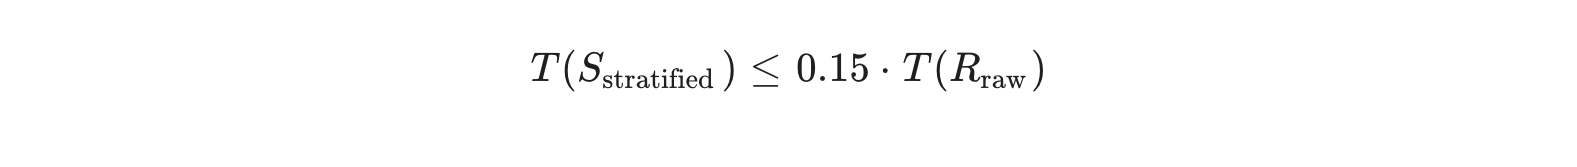 T(S_stratified) ≤ 0.15 · T(R_raw)